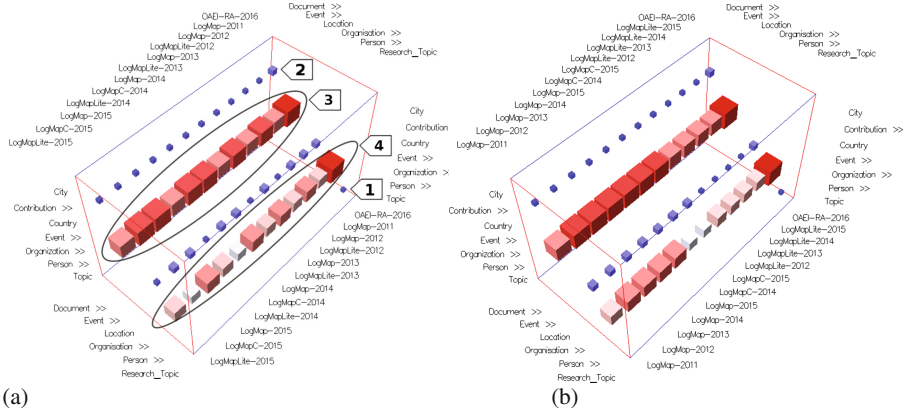 Document >>
Event >>
Location
Organisation >>
Person >>
Research_Topic
OAEI-RA-2016
LogMap-2011
LogMap-2012
LogMapLite-2012
LogMap-2013
LogMapLite-2013
LogMap-2014
LogMapC-2014
LogMapLite-2014
LogMap-2015
LogMapC-2015
LogMapLite-2015
2
3
4
1
City
Contribution >>
Country
Event >>
Organization >>
Person >>
Topic
City
Contribution >>
Country
Event >>
Organization >>
Person >>
Topic
OAEI-RA-2016
LogMap-2011
LogMap-2012
LogMapLite-2012
LogMap-2013
LogMapLite-2013
LogMapC-2014
LogMap-2014
LogMapLite-2014
LogMap-2015
LogMapC-2015
LogMapLite-2015
Document >>
Event >>
Location
Organisation >>
Person >>
Research_Topic
(a)
Document >>
Event >>
Location
Organisation >>
Person >>
Research_Topic
OAEI-RA-2016
LogMapLite-2015
LogMapLite-2014
LogMapLite-2013
LogMapLite-2012
LogMapC-2015
LogMapC-2014
LogMap-2015
LogMap-2014
LogMap-2013
LogMap-2012
LogMap-2011
City
Contribution >>
Country
Event >>
Organization >>
Person >>
Topic
City
Contribution >>
Country
Event >>
Organization >>
Person >>
Topic
OAEI-RA-2016
LogMapLite-2015
LogMapLite-2014
LogMapLite-2013
LogMapLite-2012
LogMapC-2015
LogMapC-2014
LogMap-2015
LogMap-2014
LogMap-2013
LogMap-2012
LogMap-2011
Document >>
Event >>
Location
Organisation >>
Person >>
Research_Topic
(b)